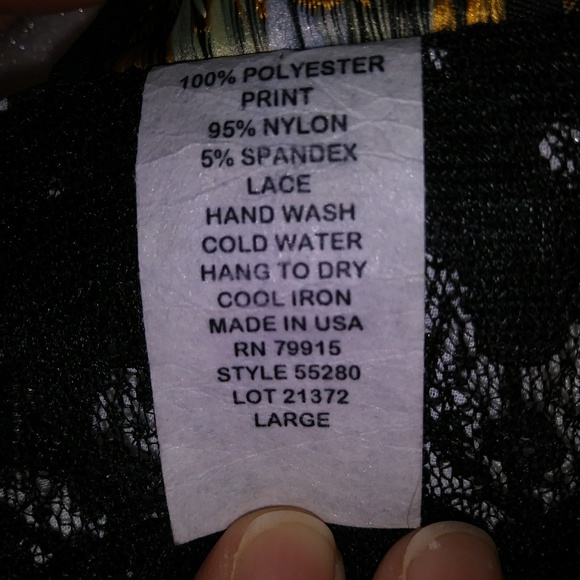 100% POLYESTER
PRINT
95% NYLON
5% SPANDEX
LACE
HAND WASH
COLD WATER
HANG TO DRY
COOL IRON
MADE IN USA
RN 79915
STYLE 55280
LOT 21372
LARGE